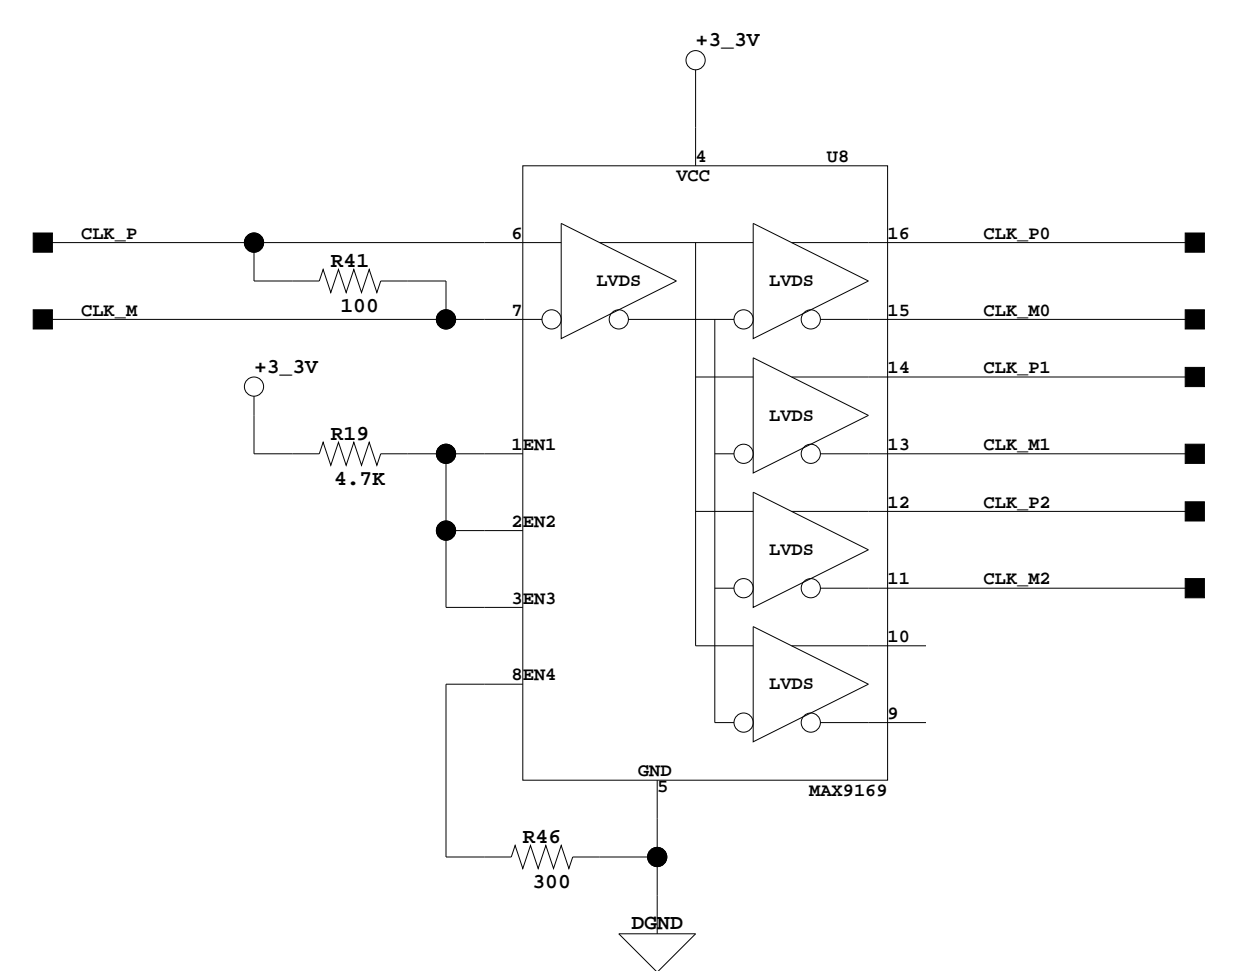 +3_3V
4
U8
VCC
CLK_P
6
16
CLK_P0
R41
LVDS
LVDS
100
CLK_M
7
15
CLK_M0
+3_3V
14
CLK_P1
LVDS
R19
1EN1
13
CLK_M1
4.7K
12
CLK_P2
2EN2
LVDS
11
CLK_M2
3EN3
10
8EN4
LVDS
9
GND
5
MAX9169
R46
300
DGND